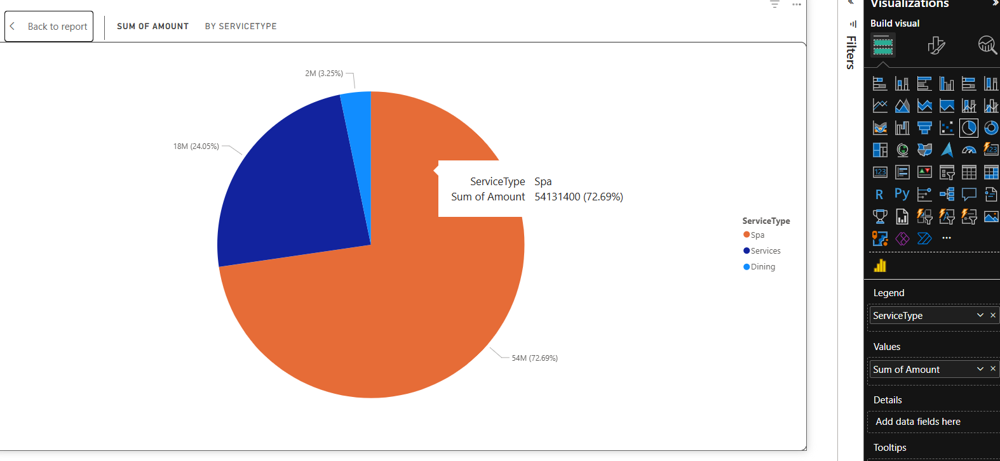 Back to report
SUM OF AMOUNT BY SERVICETYPE
2M (3.25%)
18M (24.05%)
ServiceType Spa
Sum of Amount 54131400 (72.69%)
54M (72.69%)
ServiceType
Spa
Services
Dining
Filters
Visualizations
Build visual
123
123
R Py
Legend
ServiceType
Values
Sum of Amount
Details
Add data fields here
Tooltips